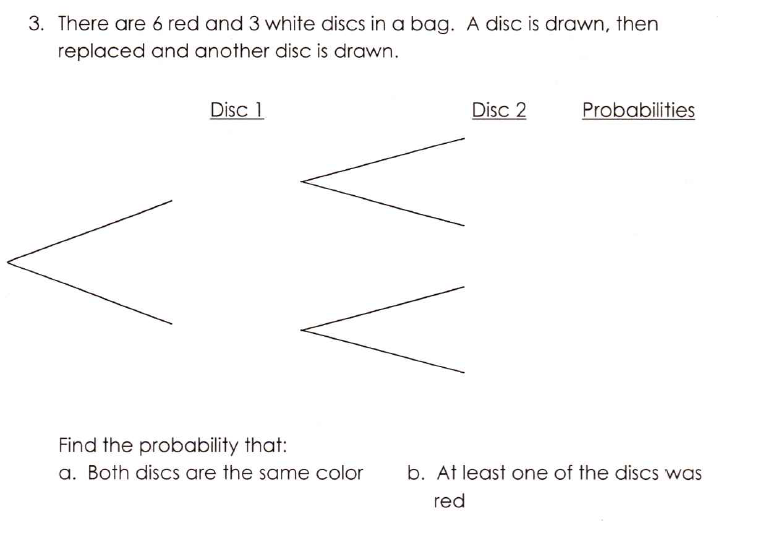 3. There are 6 red and 3 white discs in a bag. A disc is drawn, then
replaced and another disc is drawn.
Disc 1 Disc 2 Probabilities
Find the probability that:
a. Both discs are the same color b. At least one of the discs was
red